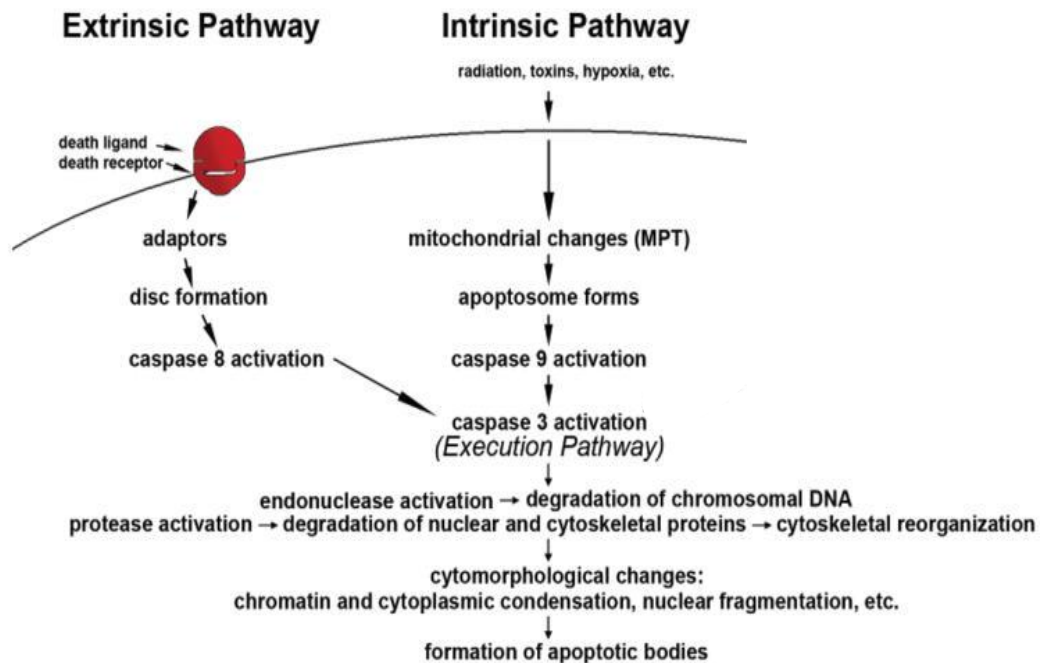 Extrinsic Pathway
Intrinsic Pathway
radiation, toxins, hypoxia, etc.
death ligand
death receptor
adaptors
mitochondrial changes (MPT)
disc formation
apoptosome forms
caspase 8 activation
caspase 9 activation
caspase 3 activation
(Execution Pathway)
endonuclease activation → degradation of chromosomal DNA
protease activation → degradation of nuclear and cytoskeletal proteins → cytoskeletal reorganization
cytomorphological changes:
chromatin and cytoplasmic condensation, nuclear fragmentation, etc.
formation of apoptotic bodies